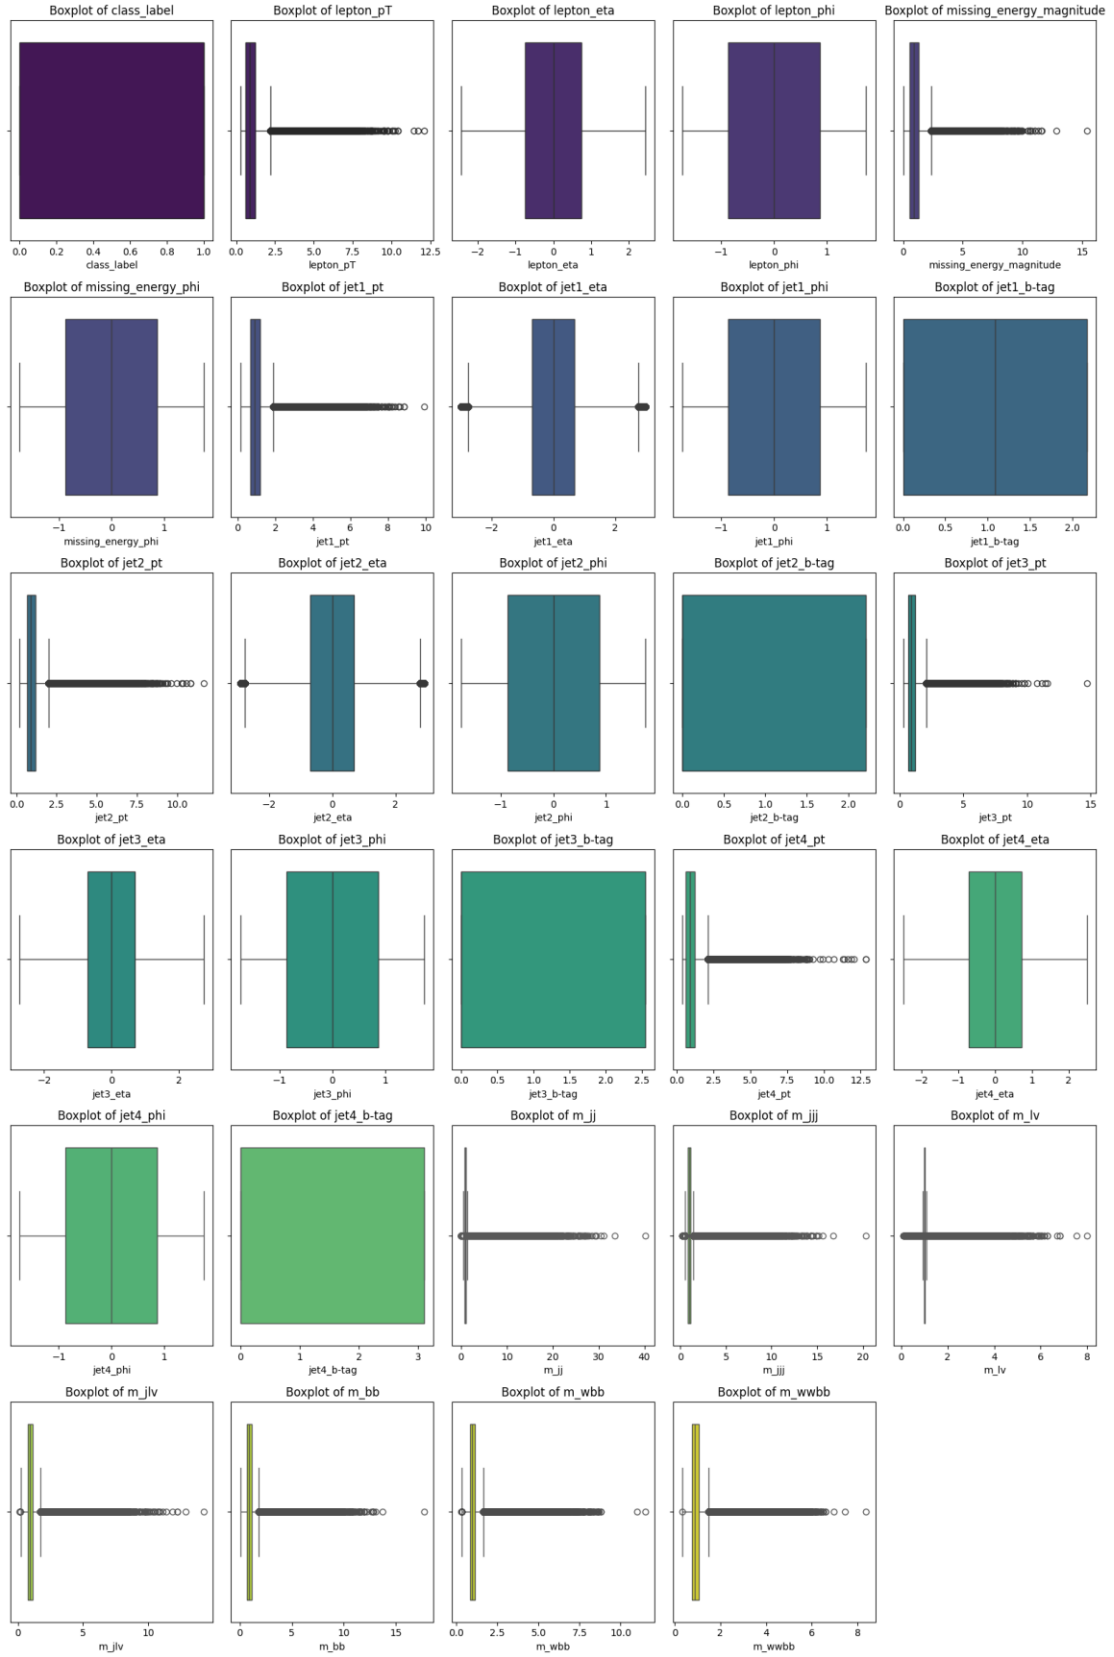 Boxplot of class_label Boxplot of lepton_pT Boxplot of lepton_eta Boxplot of lepton_phi Boxplot of missing_energy_magnitude
0.0 0.2 0.4 0.6 0.8 1.0 0.0 2.5 5.0 7.5 10.0 12.5 −2 −1 0 1 2 −1 0 1 0 5 10 15
class_label lepton_pT lepton_eta lepton_phi missing_energy_magnitude
Boxplot of missing_energy_phi Boxplot of jet1_pt Boxplot of jet1_eta Boxplot of jet1_phi Boxplot of jet1_b-tag
−1 0 1 0 2 4 6 8 10 −2 0 2 −1 0 1 0.0 0.5 1.0 1.5 2.0
missing_energy_phi jet1_pt jet1_eta jet1_phi jet1_b-tag
Boxplot of jet2_pt Boxplot of jet2_eta Boxplot of jet2_phi Boxplot of jet2_b-tag Boxplot of jet3_pt
0.0 2.5 5.0 7.5 10.0 −2 0 2 −1 0 1 0.0 0.5 1.0 1.5 2.0 0 5 10 15
jet2_pt jet2_eta jet2_phi jet2_b-tag jet3_pt
Boxplot of jet3_eta Boxplot of jet3_phi Boxplot of jet3_b-tag Boxplot of jet4_pt Boxplot of jet4_eta
−2 0 2 −1 0 1 0.0 0.5 1.0 1.5 2.0 2.5 0.0 2.5 5.0 7.5 10.0 12.5 −2 −1 0 1 2
jet3_eta jet3_phi jet3_b-tag jet4_pt jet4_eta
Boxplot of jet4_phi Boxplot of jet4_b-tag Boxplot of m_jj Boxplot of m_jjj Boxplot of m_lv
−1 0 1 0 1 2 3 0 10 20 30 40 0 5 10 15 20 0 2 4 6 8
jet4_phi jet4_b-tag m_jj m_jjj m_lv
Boxplot of m_jlv Boxplot of m_bb Boxplot of m_wbb Boxplot of m_wwbb
0 5 10 0 5 10 15 0.0 2.5 5.0 7.5 10.0 0 2 4 6 8
m_jlv m_bb m_wbb m_wwbb